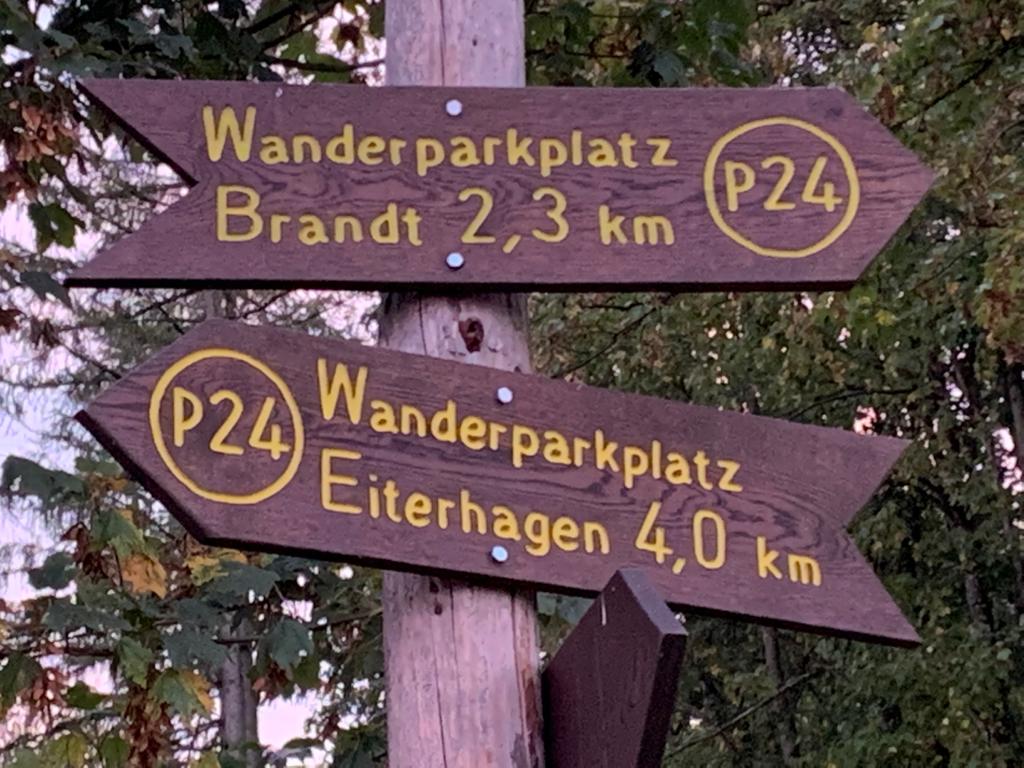 Wanderparkplatz
Brandt 2,3 km
P24
P24
Wanderparkplatz
Eiterhagen 4,0 km